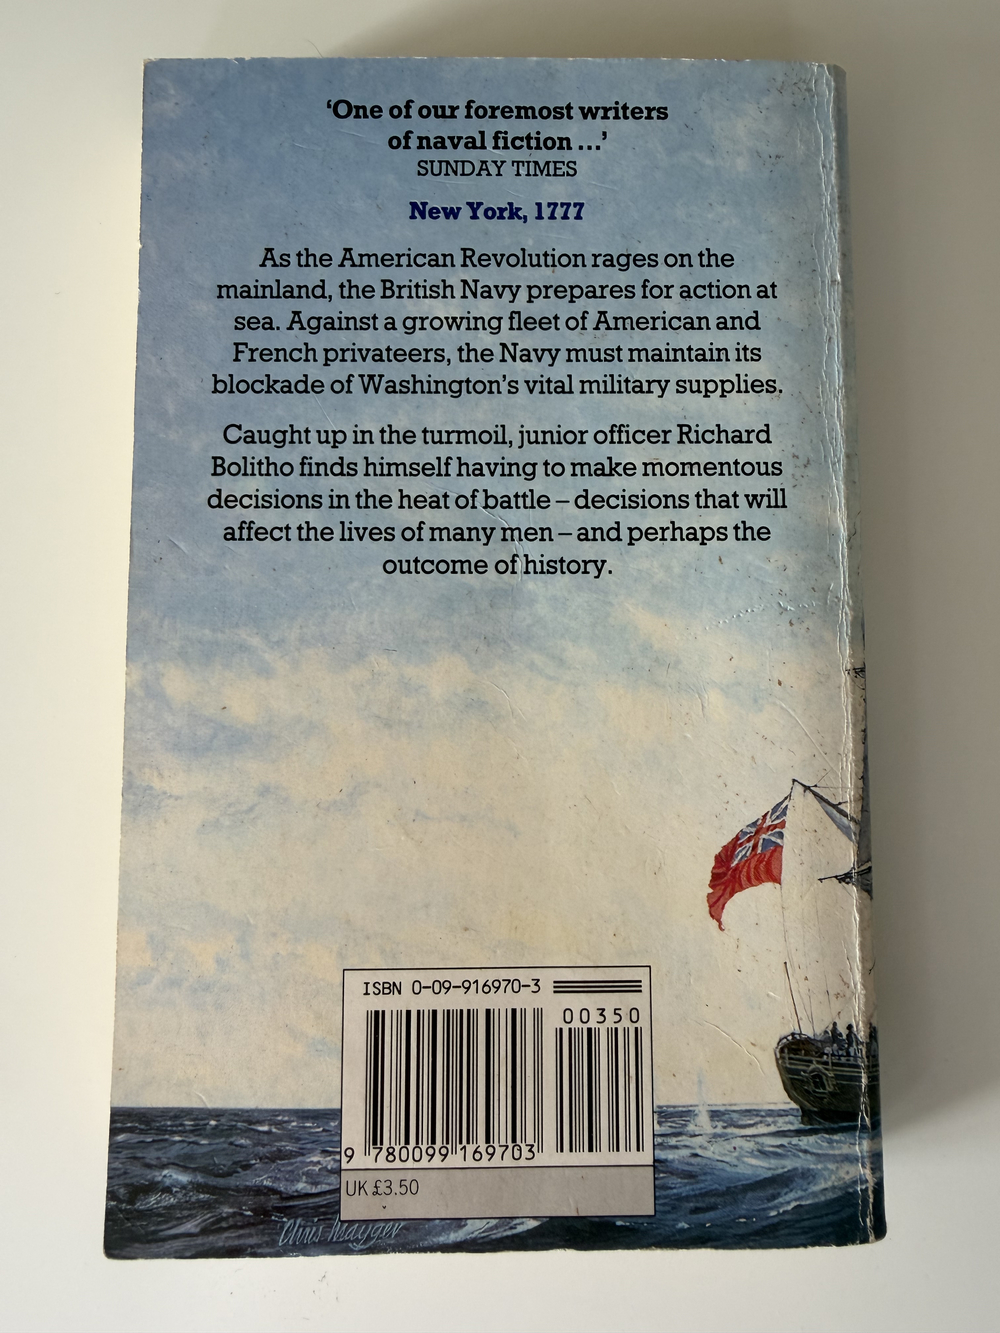 ‘One of our foremost writers
of naval fiction ...’
SUNDAY TIMES
New York, 1777
As the American Revolution rages on the
mainland, the British Navy prepares for action at
sea. Against a growing fleet of American and
French privateers, the Navy must maintain its
blockade of Washington's vital military supplies.
Caught up in the turmoil, junior officer Richard
Bolitho finds himself having to make momentous
decisions in the heat of battle – decisions that will
affect the lives of many men – and perhaps the
outcome of history.
ISBN 0-09-916970-3
00350
9 780099 169703
UK £3.50
Chris Mayger